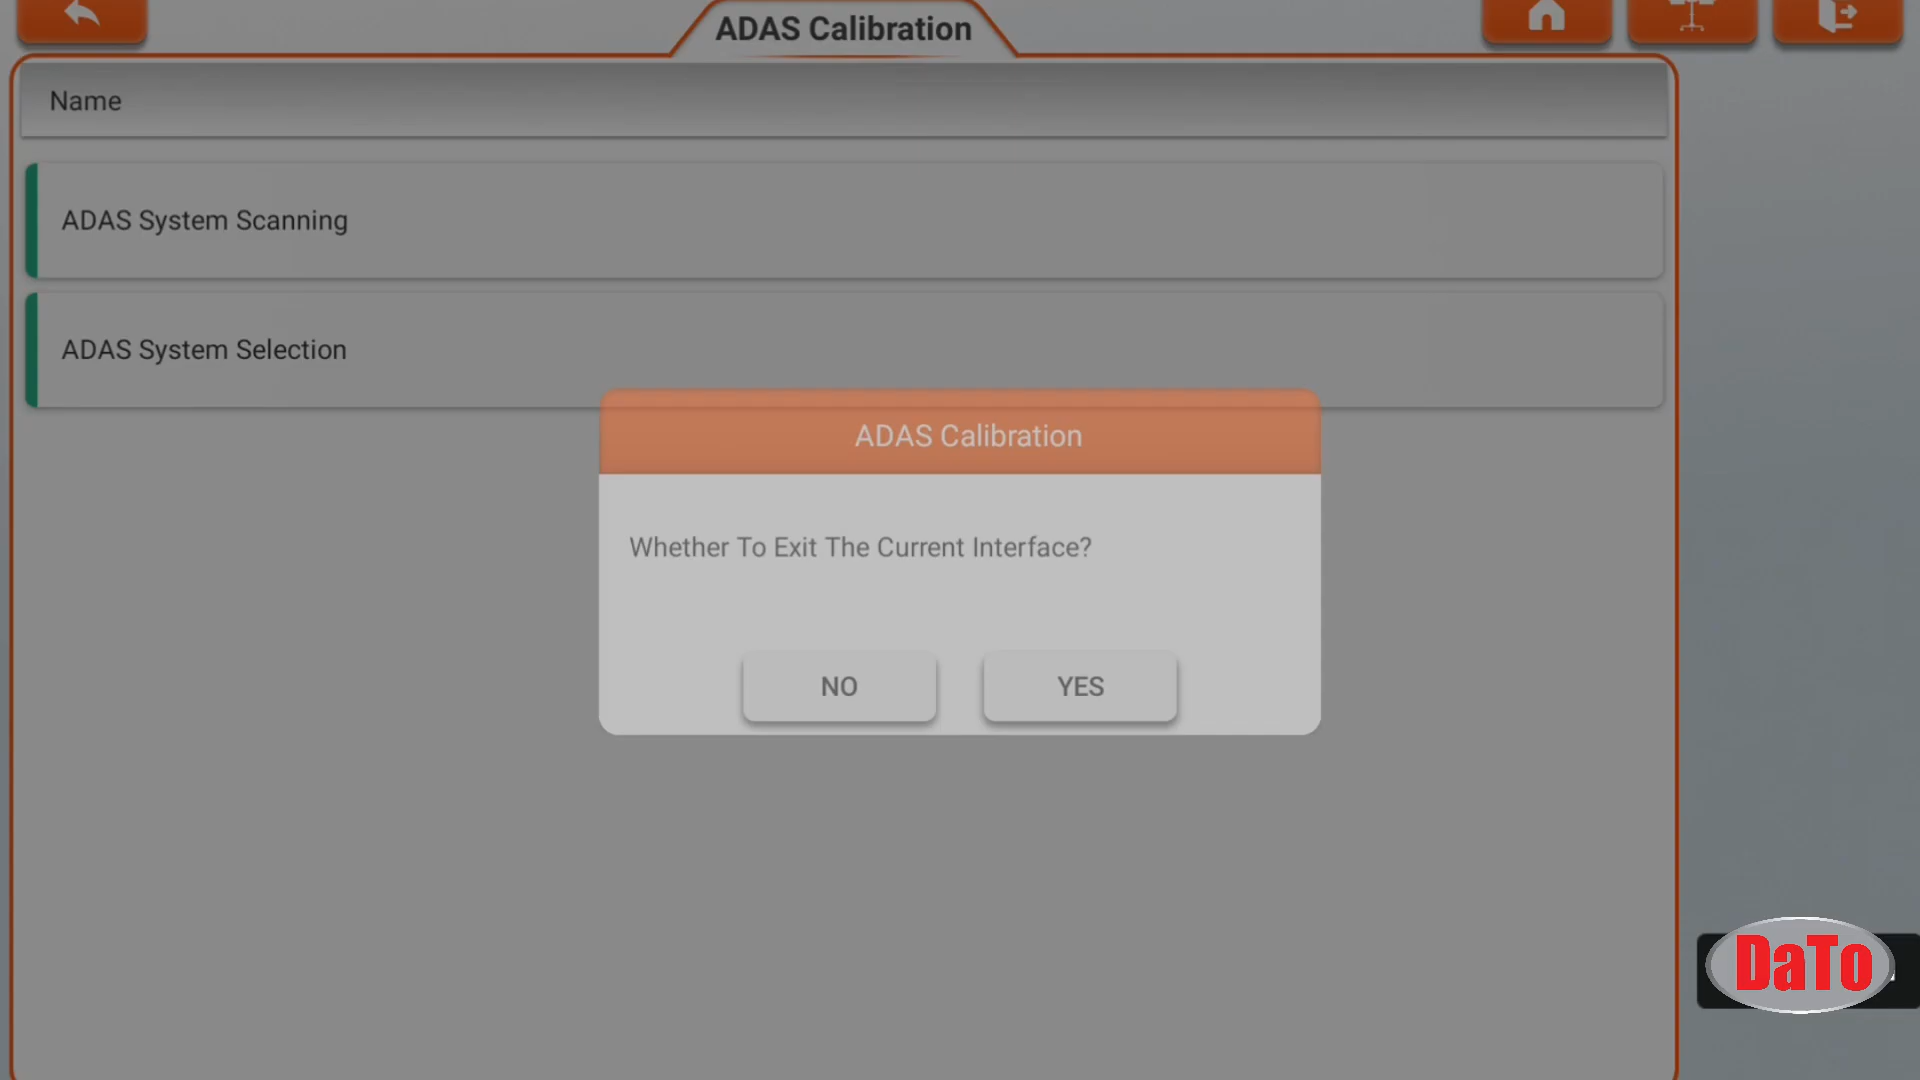 ADAS Calibration
Name
ADAS System Scanning
ADAS System Selection
ADAS Calibration
Whether To Exit The Current Interface?
NO
YES
DaTo